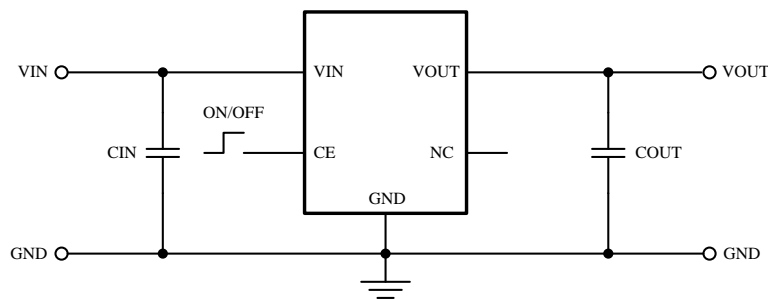 VIN
VIN
VOUT
VOUT
ON/OFF
CIN
CE
NC
COUT
GND
GND
GND